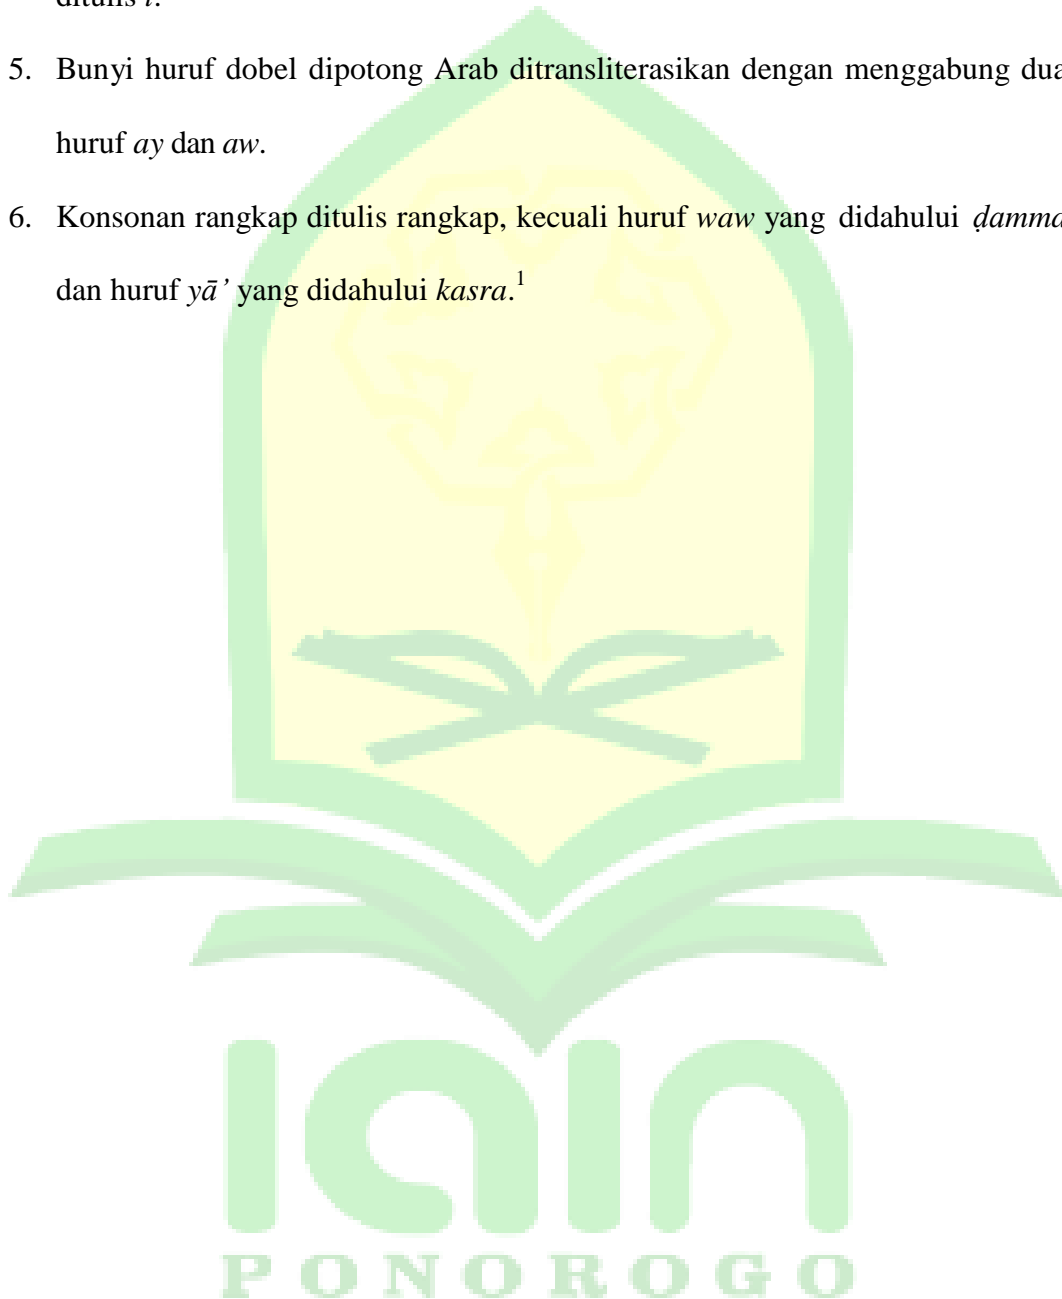 ditulis i.
5. Bunyi huruf dobel dipotong Arab ditransliterasikan dengan menggabung dua
huruf ay dan aw.
6. Konsonan rangkap ditulis rangkap, kecuali huruf waw yang didahului ḍamma
dan huruf yā’ yang didahului kasra.1
iain
PONOROGO